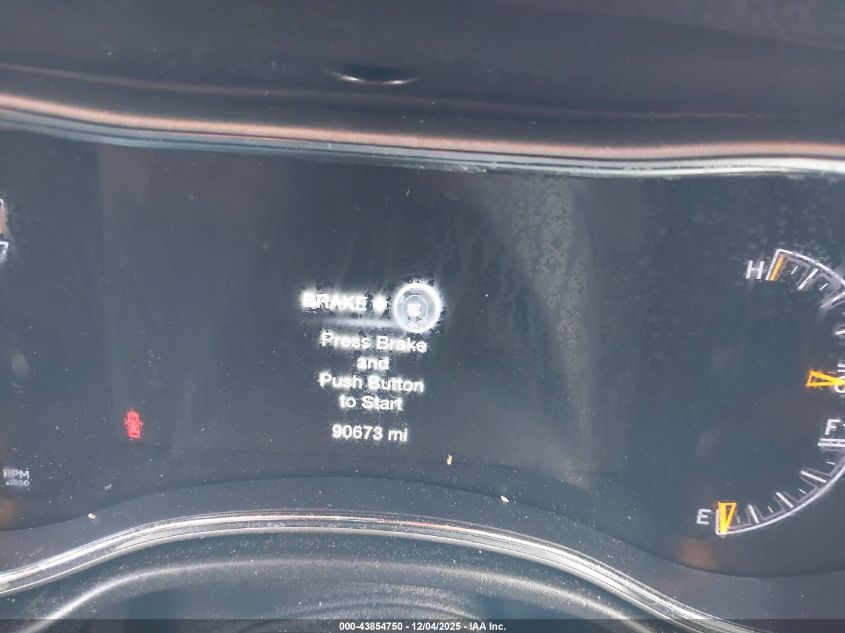 H
BRAKE +
Press Brake
and
Push Button
to Start
90673 mi
F
E
RPM
000-43854750 - 12/04/2025 - IAA Inc.